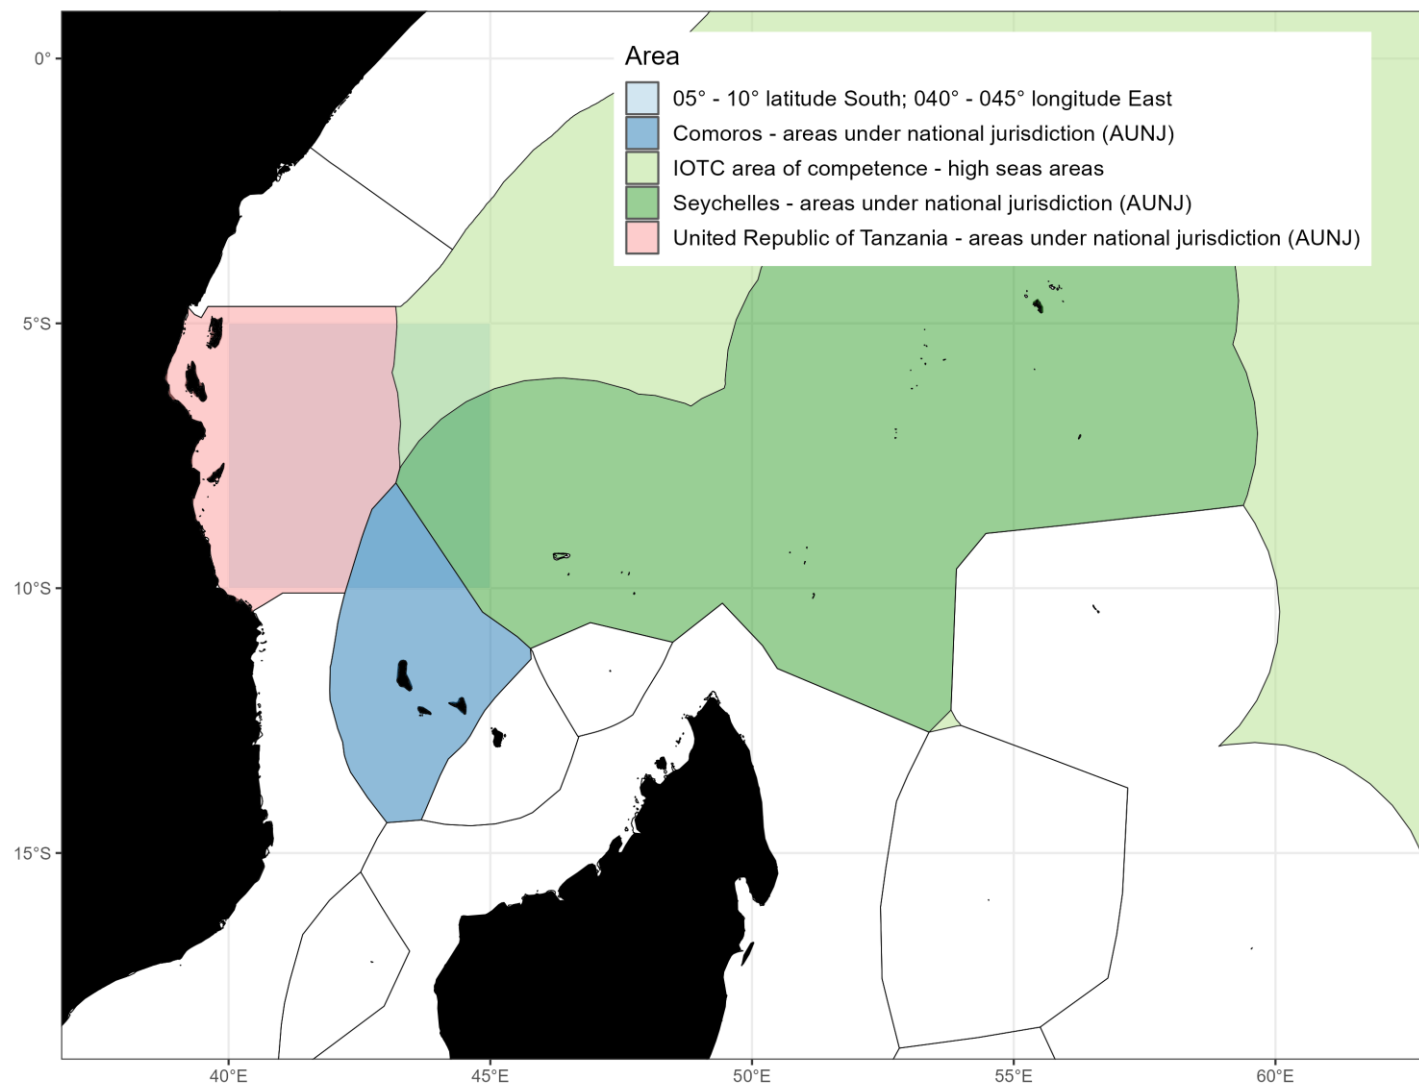 Area
05° - 10° latitude South; 040° - 045° longitude East
Comoros - areas under national jurisdiction (AUNJ)
IOTC area of competence - high seas areas
Seychelles - areas under national jurisdiction (AUNJ)
United Republic of Tanzania - areas under national jurisdiction (AUNJ)
0°
5°S
10°S
15°S
40°E 45°E 50°E 55°E 60°E